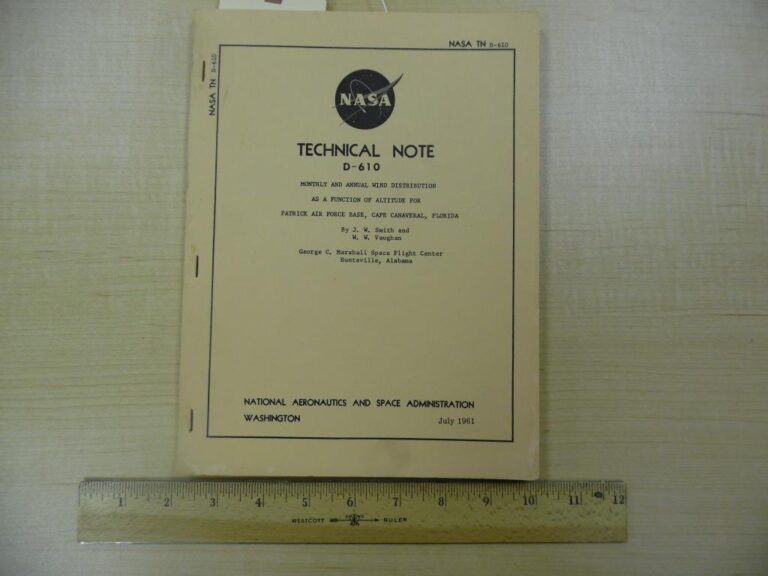 NASA TN D-610
NASA TN D-610
NASA
TECHNICAL NOTE
D-610
MONTHLY AND ANNUAL WIND DISTRIBUTION
AS A FUNCTION OF ALTITUDE FOR
PATRICK AIR FORCE BASE, CAPE CANAVERAL, FLORIDA
By J. W. Smith and
W. W. Vaughan
George C. Marshall Space Flight Center
Huntsville, Alabama
NATIONAL AERONAUTICS AND SPACE ADMINISTRATION
WASHINGTON
July 1961
1 2 3 4 5 6 7 8 9 10 11 12
WESTCOTT RULER